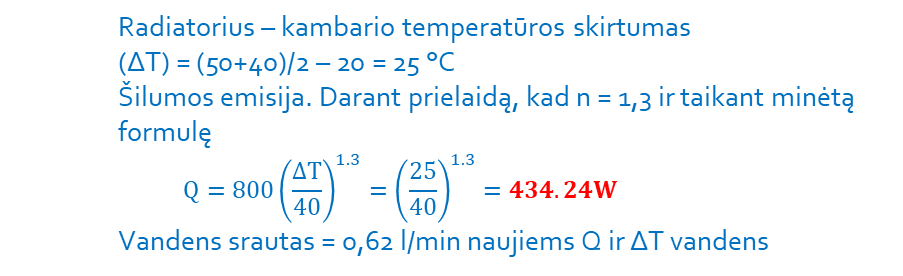 Radiatorius – kambario temperatūros skirtumas
(ΔT) = (50+40)/2 – 20 = 25 °C
Šilumos emisija. Darant prielaidą, kad n = 1,3 ir taikant minėtą
formulę
Q = 800 (ΔT/40)^1.3 = (25/40)^1.3 = 434.24W
Vandens srautas = 0,62 l/min naujiems Q ir ΔT vandens